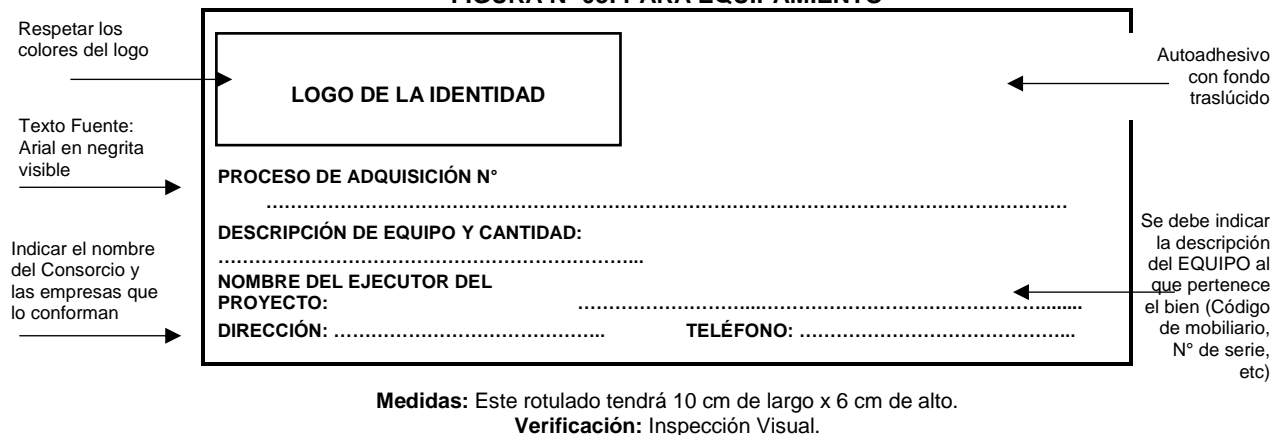 Respetar los
colores del logo
LOGO DE LA IDENTIDAD
Autoadhesivo
con fondo
traslúcido
Texto Fuente:
Arial en negrita
visible
PROCESO DE ADQUISICIÓN N°
……………………………………………………………………………………………………………………
DESCRIPCIÓN DE EQUIPO Y CANTIDAD:
……………………………………………………………...
Indicar el nombre
del Consorcio y
las empresas que
lo conforman
NOMBRE DEL EJECUTOR DEL
PROYECTO: ………………………...……………………………………………........
DIRECCIÓN: …………………………………….. TELÉFONO: …………………………………...
Se debe indicar
la descripción
del EQUIPO al
que pertenece
el bien (Código
de mobiliario,
N° de serie,
etc)
Medidas: Este rotulado tendrá 10 cm de largo x 6 cm de alto.
Verificación: Inspección Visual.